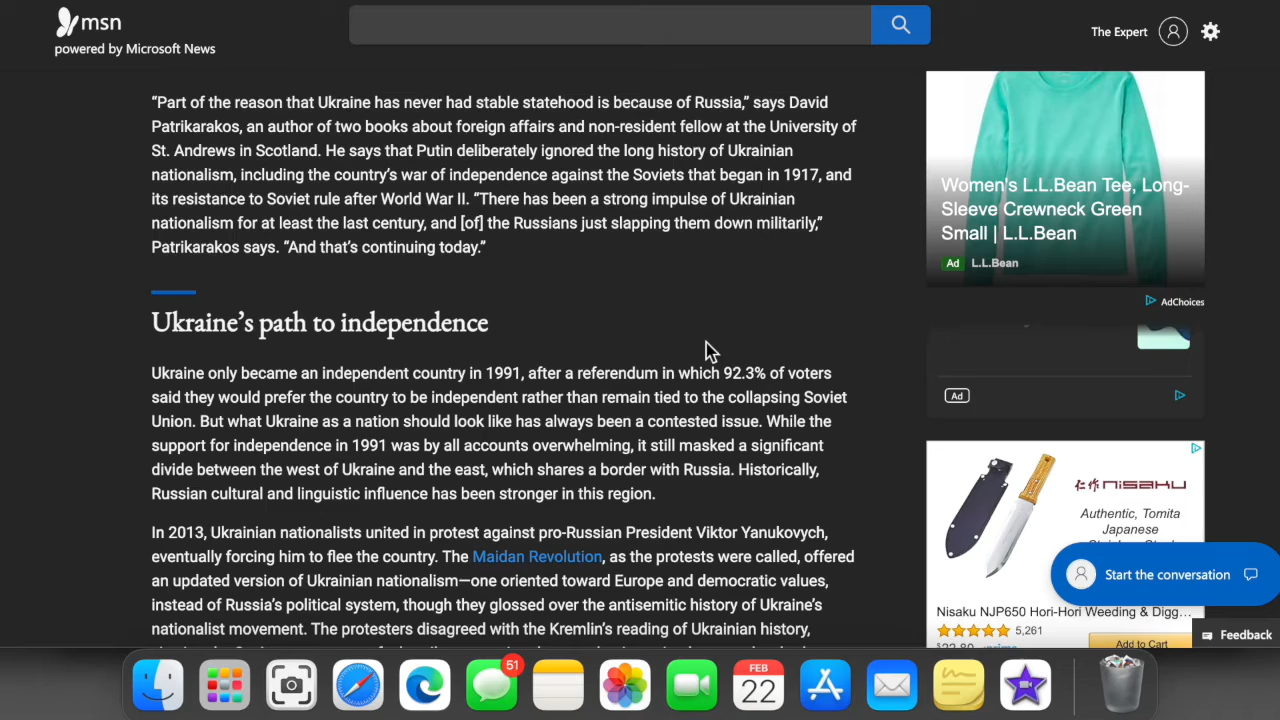 msn
powered by Microsoft News
The Expert
“Part of the reason that Ukraine has never had stable statehood is because of Russia,” says David
Patrikarakos, an author of two books about foreign affairs and non-resident fellow at the University of
St. Andrews in Scotland. He says that Putin deliberately ignored the long history of Ukrainian
nationalism, including the country’s war of independence against the Soviets that began in 1917, and
its resistance to Soviet rule after World War II. “There has been a strong impulse of Ukrainian
nationalism for at least the last century, and [of] the Russians just slapping them down militarily,”
Patrikarakos says. “And that’s continuing today.”
Ukraine’s path to independence
Ukraine only became an independent country in 1991, after a referendum in which 92.3% of voters
said they would prefer the country to be independent rather than remain tied to the collapsing Soviet
Union. But what Ukraine as a nation should look like has always been a contested issue. While the
support for independence in 1991 was by all accounts overwhelming, it still masked a significant
divide between the west of Ukraine and the east, which shares a border with Russia. Historically,
Russian cultural and linguistic influence has been stronger in this region.
In 2013, Ukrainian nationalists united in protest against pro-Russian President Viktor Yanukovych,
eventually forcing him to flee the country. The Maidan Revolution, as the protests were called, offered
an updated version of Ukrainian nationalism—one oriented toward Europe and democratic values,
instead of Russia’s political system, though they glossed over the antisemitic history of Ukraine’s
nationalist movement. The protesters disagreed with the Kremlin’s reading of Ukrainian history,
Women's L.L.Bean Tee, Long-
Sleeve Crewneck Green
Small | L.L.Bean
Ad L.L.Bean
AdChoices
Ad
仁作 nisaku
Authentic, Tomita
Japanese
Start the conversation
Nisaku NJP650 Hori-Hori Weeding & Digg...
5,261
Add to Cart
Feedback
51
FEB
22